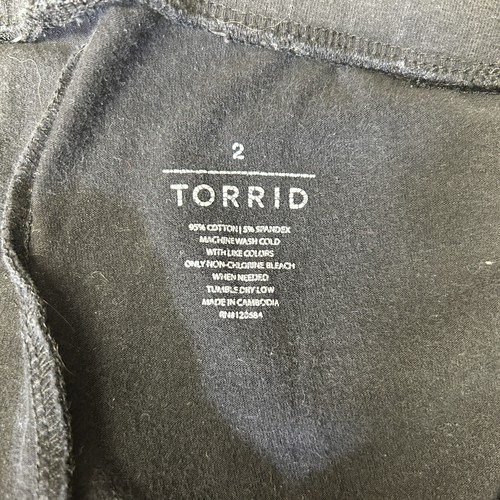 2
TORRID
95% COTTON | 5% SPANDEX
MACHINE WASH COLD
WITH LIKE COLORS
ONLY NON-CHLORINE BLEACH
WHEN NEEDED
TUMBLE DRY LOW
MADE IN CAMBODIA
RN#120584